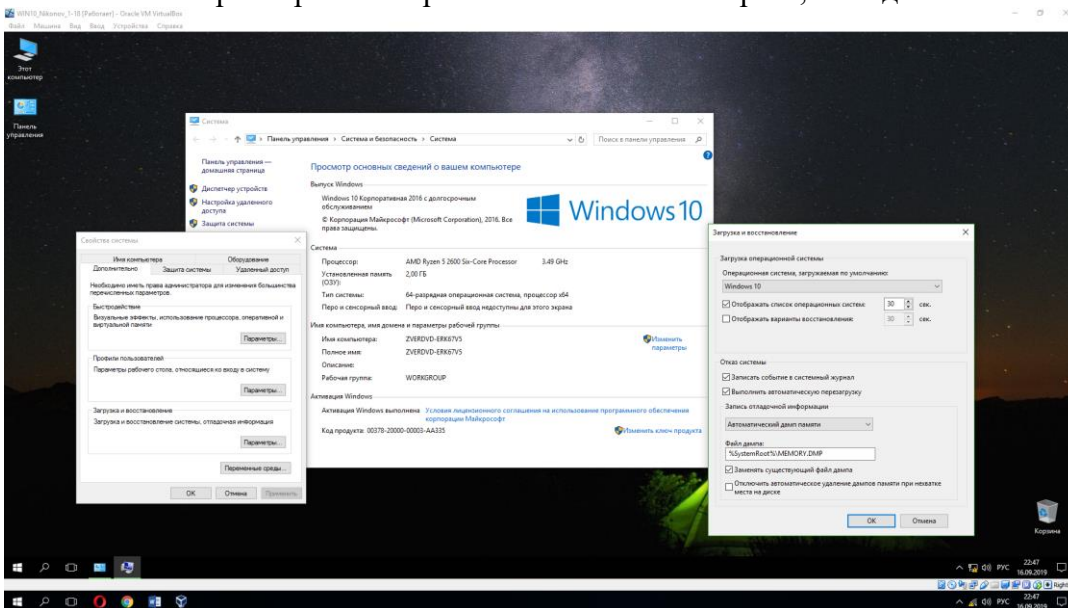 WIN10_Nikonov_1-18 [Работает] - Oracle VM VirtualBox
Файл Машина Вид Ввод Устройства Справка
Этот
компьютер
Панель
управления
Система
Панель управления > Система и безопасность > Система
Поиск в панели управления
Панель управления —
домашняя страница
Диспетчер устройств
Настройка удаленного
доступа
Защита системы
Просмотр основных сведений о вашем компьютере
Выпуск Windows
Windows 10 Корпоративная 2016 с долгосрочным
обслуживанием
© Корпорация Майкрософт (Microsoft Corporation), 2016. Все
права защищены.
Windows 10
Система
Процессор: AMD Ryzen 5 2600 Six-Core Processor 3.49 GHz
Установленная память
(ОЗУ): 2,00 ГБ
Тип системы: 64-разрядная операционная система, процессор x64
Перо и сенсорный ввод: Перо и сенсорный ввод недоступны для этого экрана
Имя компьютера, имя домена и параметры рабочей группы
Имя компьютера: ZVERDVD-ERK67V5
Изменить
параметры
Полное имя: ZVERDVD-ERK67V5
Описание:
Рабочая группа: WORKGROUP
Активация Windows
Активация Windows выполнена Условия лицензионного соглашения на использование программного обеспечения
корпорации Майкрософт
Код продукта: 00378-20000-00003-AA335
Изменить ключ продукта
Свойства системы
Имя компьютера Оборудование
Дополнительно Защита системы Удаленный доступ
Необходимо иметь права администратора для изменения большинства
перечисленных параметров.
Быстродействие
Визуальные эффекты, использование процессора, оперативной и
виртуальной памяти
Параметры...
Профили пользователей
Параметры рабочего стола, относящиеся ко входу в систему
Параметры...
Загрузка и восстановление
Загрузка и восстановление системы, отладочная информация
Параметры...
Переменные среды...
ОК Отмена Применить
Загрузка и восстановление
Загрузка операционной системы
Операционная система, загружаемая по умолчанию:
Windows 10
Отображать список операционных систем: 30 сек.
Отображать варианты восстановления: 30 сек.
Отказ системы
Записать событие в системный журнал
Выполнить автоматическую перезагрузку
Запись отладочной информации
Автоматический дамп памяти
Файл дампа:
%SystemRoot%\MEMORY.DMP
Заменять существующий файл дампа
Отключить автоматическое удаление дампов памяти при нехватке
места на диске
ОК Отмена
Корзина
РУС 22:47
16.09.2019
Right
РУС 22:47
16.09.2019